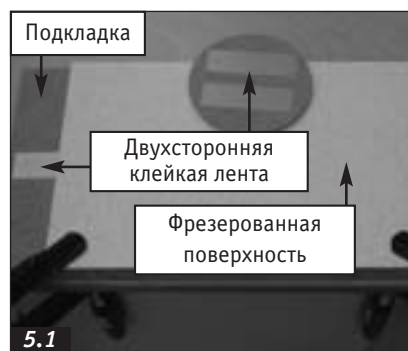 Подкладка
Двухсторонняя
клейкая лента
Фрезерованная
поверхность
5.1